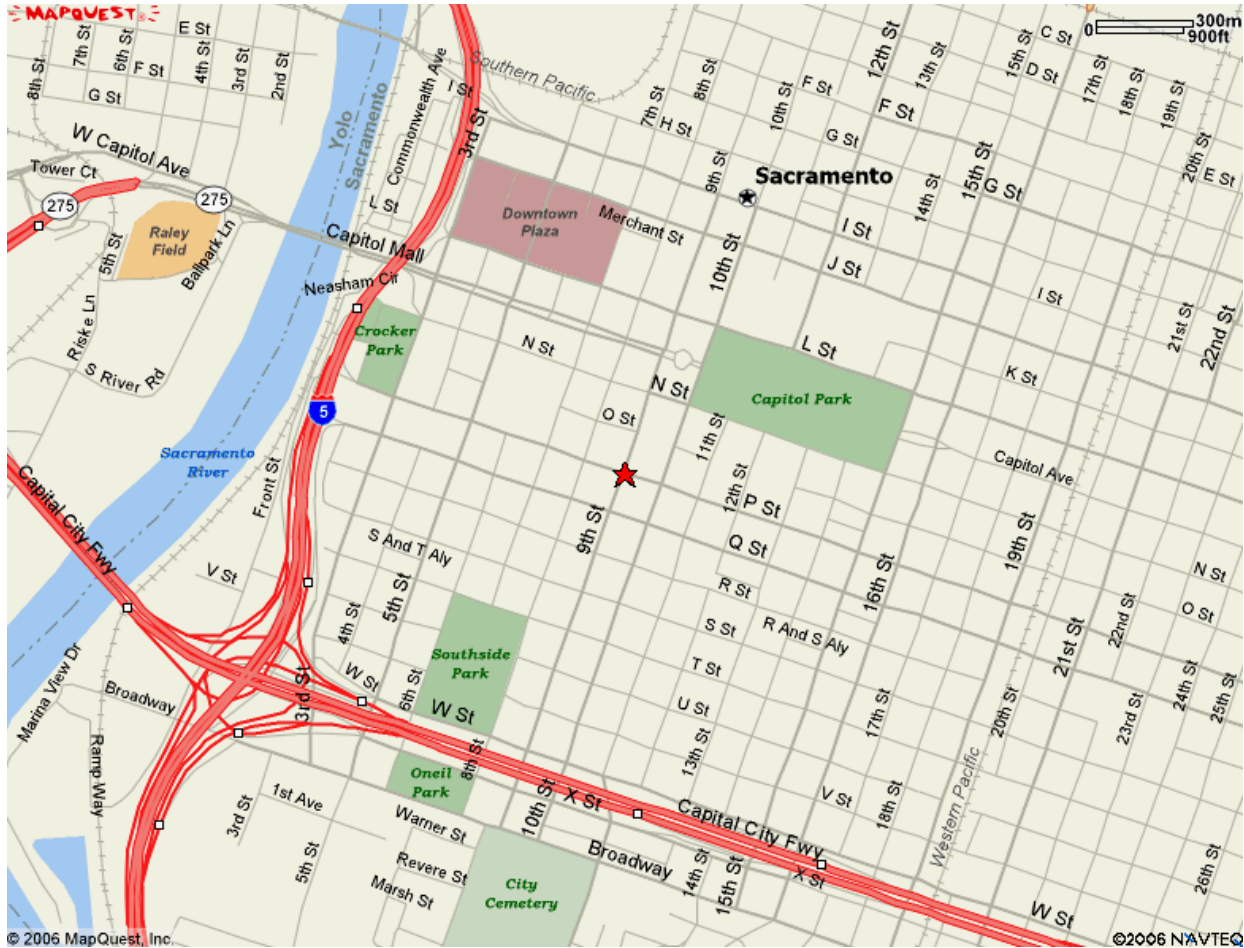 MAPQUEST®
300m
0
900ft
E St
F St
G St
8th St
7th St
6th St
4th St
3rd St
2nd St
Yolo
Sacramento
Commonwealth Ave
I St
3rd St
Southern Pacific
7th St
8th St
H St
10th St
12th St
13th St
F St
F St
G St
15th St
C St
D St
17th St
18th St
19th St
20th St
E St
W Capitol Ave
Tower Ct
275
275
Raley
Field
5th St
Ballpark Ln
Riske Ln
S River Rd
L St
Capitol Mall
Neasham Cir
Downtown
Plaza
Merchant St
9th St
Sacramento
10th St
14th St
15th St
G St
I St
J St
I St
21st St
22nd St
Crocker
Park
N St
N St
O St
L St
K St
Capitol Park
11th St
12th St
Capitol Ave
5
Sacramento
River
Front St
Capital City Fwy
9th St
P St
Q St
16th St
19th St
N St
O St
S And T Aly
V St
4th St
5th St
R St
S St
R And S Aly
T St
U St
21st St
22nd St
Southside
Park
W St
6th St
W St
3rd St
8th St
13th St
17th St
20th St
23rd St
24th St
25th St
Marina View Dr
Broadway
Ramp Way
Oneil
Park
10th St
X St
Capital City Fwy
V St
18th St
Western Pacific
1st Ave
3rd St
5th St
Warner St
Revere St
Marsh St
City
Cemetery
Broadway
14th St
15th St
X St
W St
26th St
© 2006 MapQuest, Inc.
©2006 NAVTEQ